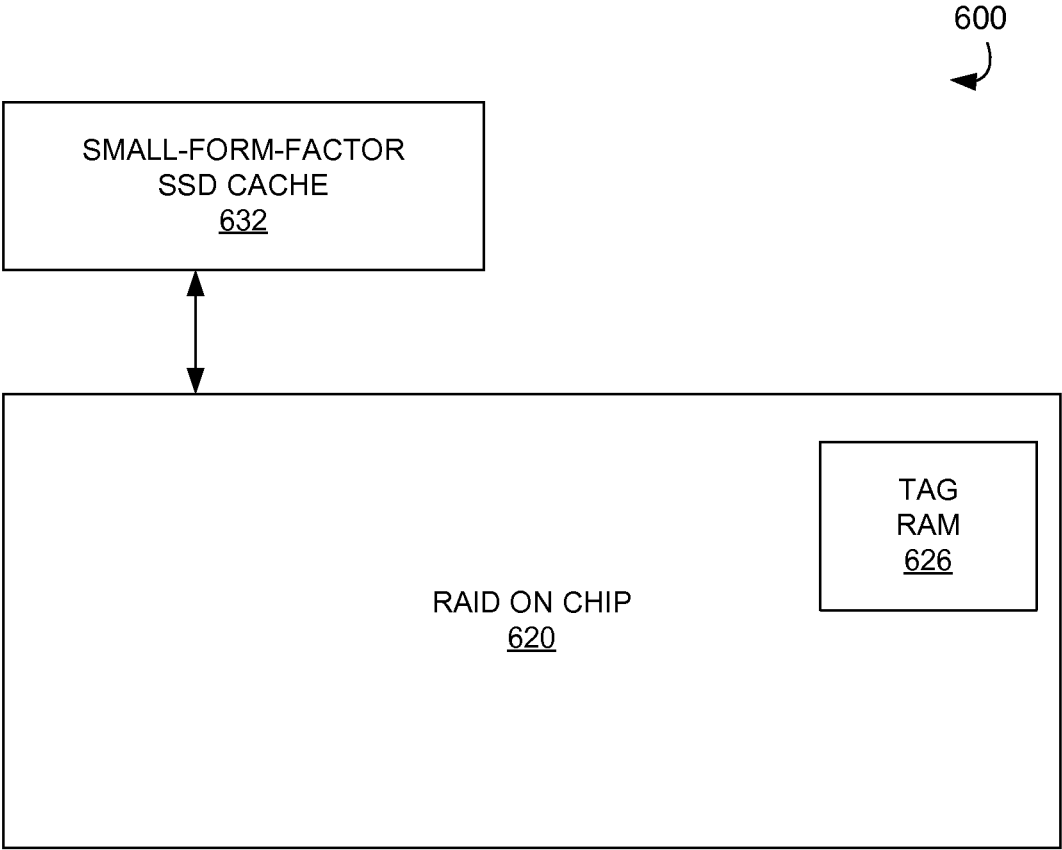 600
SMALL-FORM-FACTOR
SSD CACHE
632
TAG
RAM
626
RAID ON CHIP
620